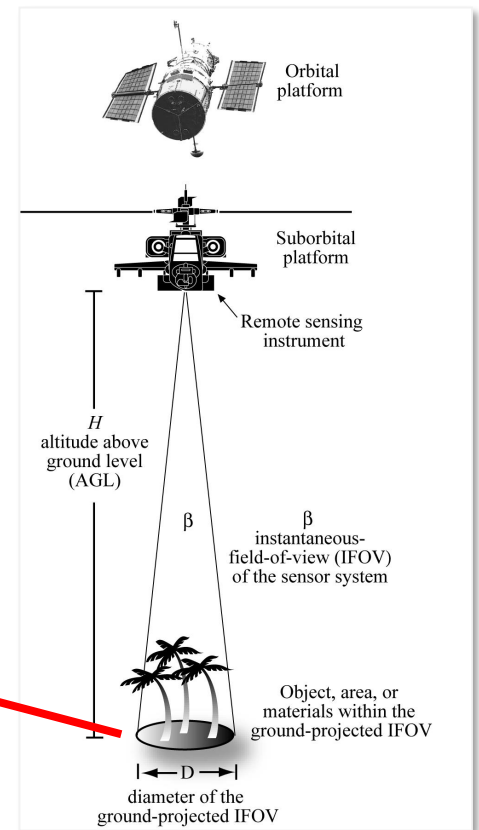 Orbital
platform
Suborbital
platform
Remote sensing
instrument
H
altitude above
ground level
(AGL)
β
β
instantaneous-
field-of-view (IFOV)
of the sensor system
Object, area, or
materials within the
ground-projected IFOV
D
diameter of the
ground-projected IFOV